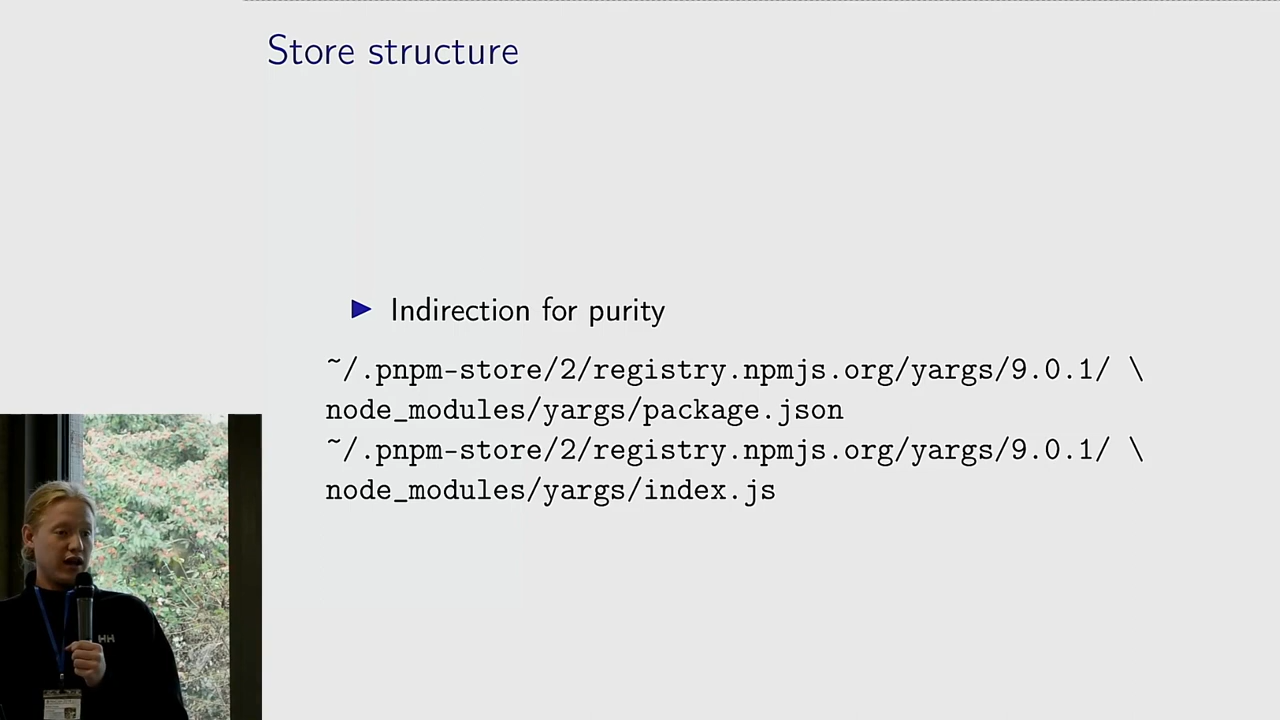 Store structure
▶ Indirection for purity
~/.pnpm-store/2/registry.npmjs.org/yargs/9.0.1/ \
node_modules/yargs/package.json
~/.pnpm-store/2/registry.npmjs.org/yargs/9.0.1/ \
node_modules/yargs/index.js
HH